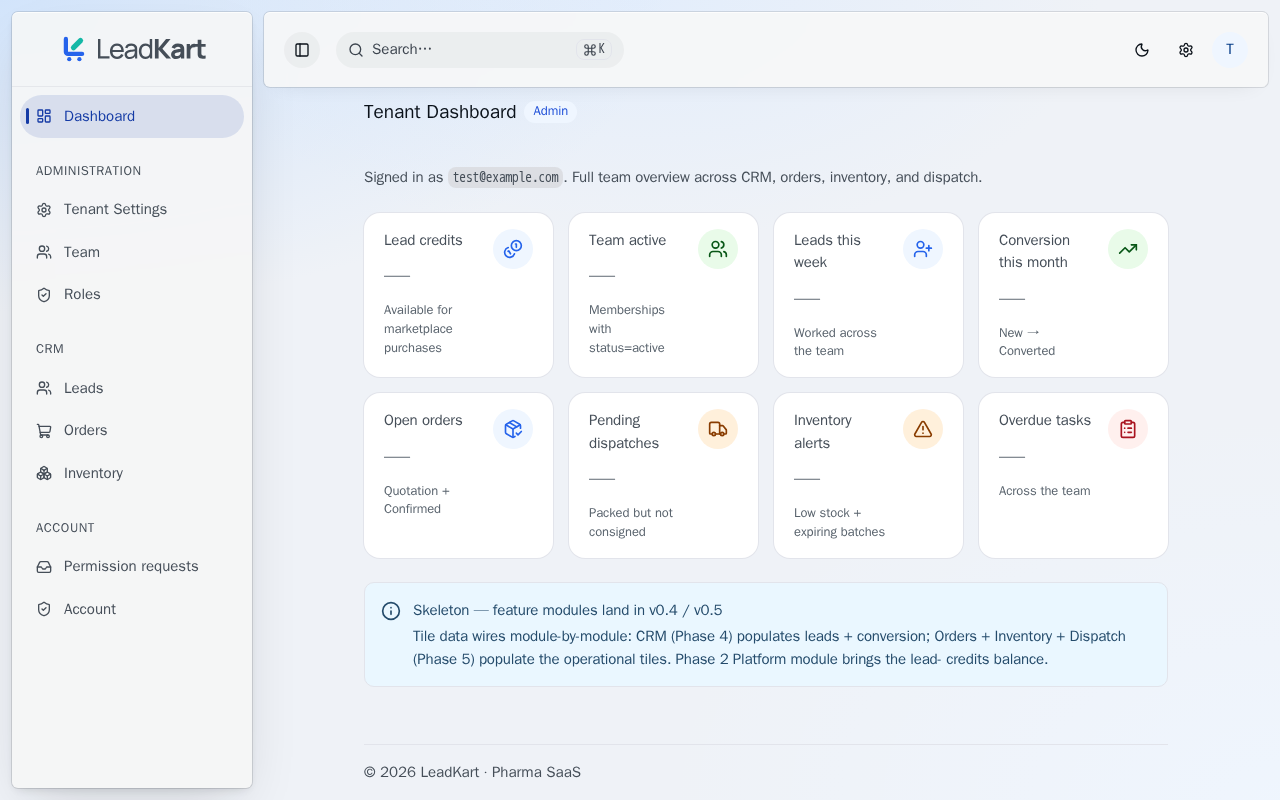 LeadKart
Search⋯
⌘K
T
Dashboard
ADMINISTRATION
Tenant Settings
Team
Roles
CRM
Leads
Orders
Inventory
ACCOUNT
Permission requests
Account
Tenant Dashboard
Admin
Signed in as test@example.com. Full team overview across CRM, orders, inventory, and dispatch.
Lead credits
—
Available for
marketplace
purchases
Team active
—
Memberships
with
status=active
Leads this
week
—
Worked across
the team
Conversion
this month
—
New →
Converted
Open orders
—
Quotation +
Confirmed
Pending
dispatches
—
Packed but not
consigned
Inventory
alerts
—
Low stock +
expiring batches
Overdue tasks
—
Across the team
Skeleton — feature modules land in v0.4 / v0.5
Tile data wires module-by-module: CRM (Phase 4) populates leads + conversion; Orders + Inventory + Dispatch
(Phase 5) populate the operational tiles. Phase 2 Platform module brings the lead- credits balance.
© 2026 LeadKart · Pharma SaaS